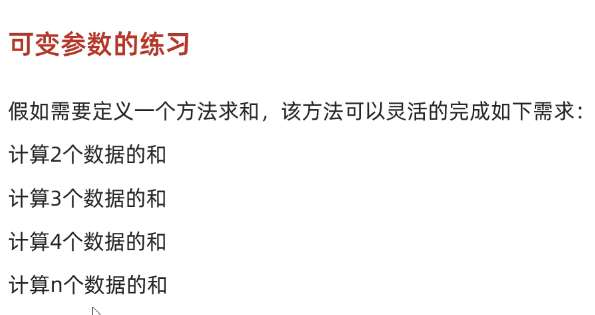 可变参数的练习
假如需要定义一个方法求和，该方法可以灵活的完成如下需求：
计算2个数据的和
计算3个数据的和
计算4个数据的和
计算n个数据的和